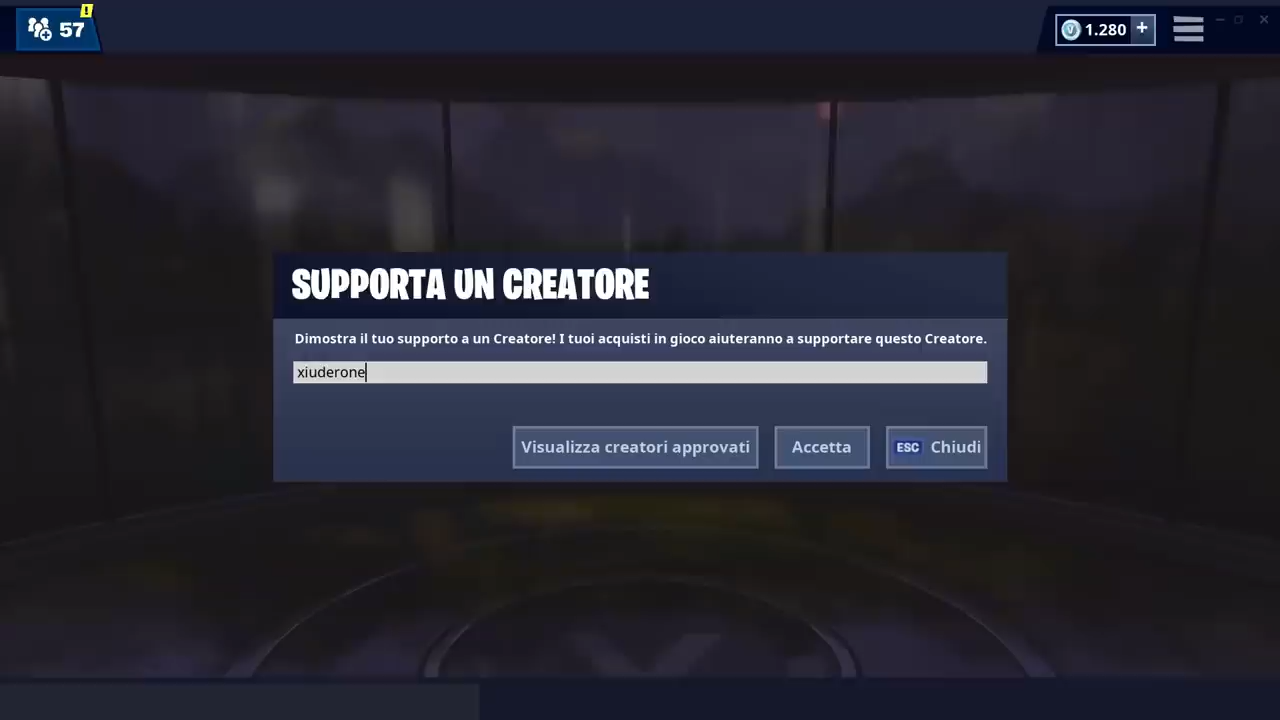 57
!
1.280 +
SUPPORTA UN CREATORE
Dimostra il tuo supporto a un Creatore! I tuoi acquisti in gioco aiuteranno a supportare questo Creatore.
xiuderone
Visualizza creatori approvati
Accetta
ESC Chiudi